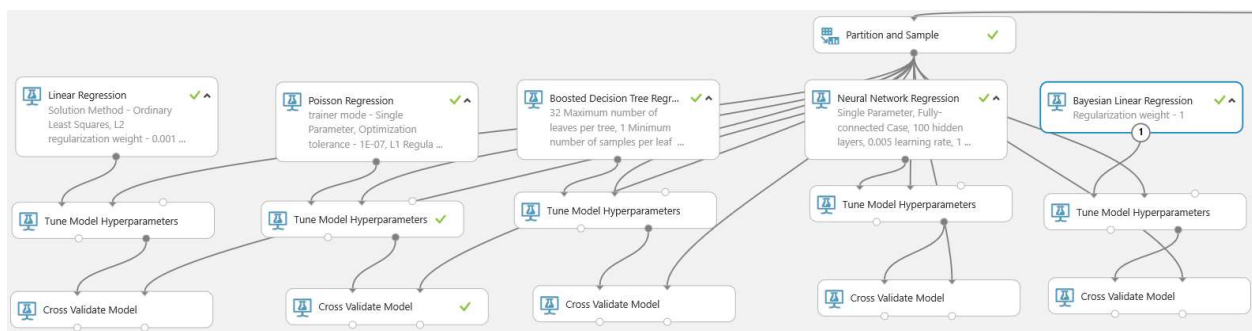 Partition and Sample
Linear Regression
Solution Method - Ordinary
Least Squares, L2
regularization weight - 0.001 ...
Poisson Regression
trainer mode - Single
Parameter, Optimization
tolerance - 1E-07, L1 Regula ...
Boosted Decision Tree Regr...
32 Maximum number of
leaves per tree, 1 Minimum
number of samples per leaf ...
Neural Network Regression
Single Parameter, Fully-
connected Case, 100 hidden
layers, 0.005 learning rate, 1 ...
Bayesian Linear Regression
Regularization weight - 1
1
Tune Model Hyperparameters
Tune Model Hyperparameters
Tune Model Hyperparameters
Tune Model Hyperparameters
Tune Model Hyperparameters
Cross Validate Model
Cross Validate Model
Cross Validate Model
Cross Validate Model
Cross Validate Model